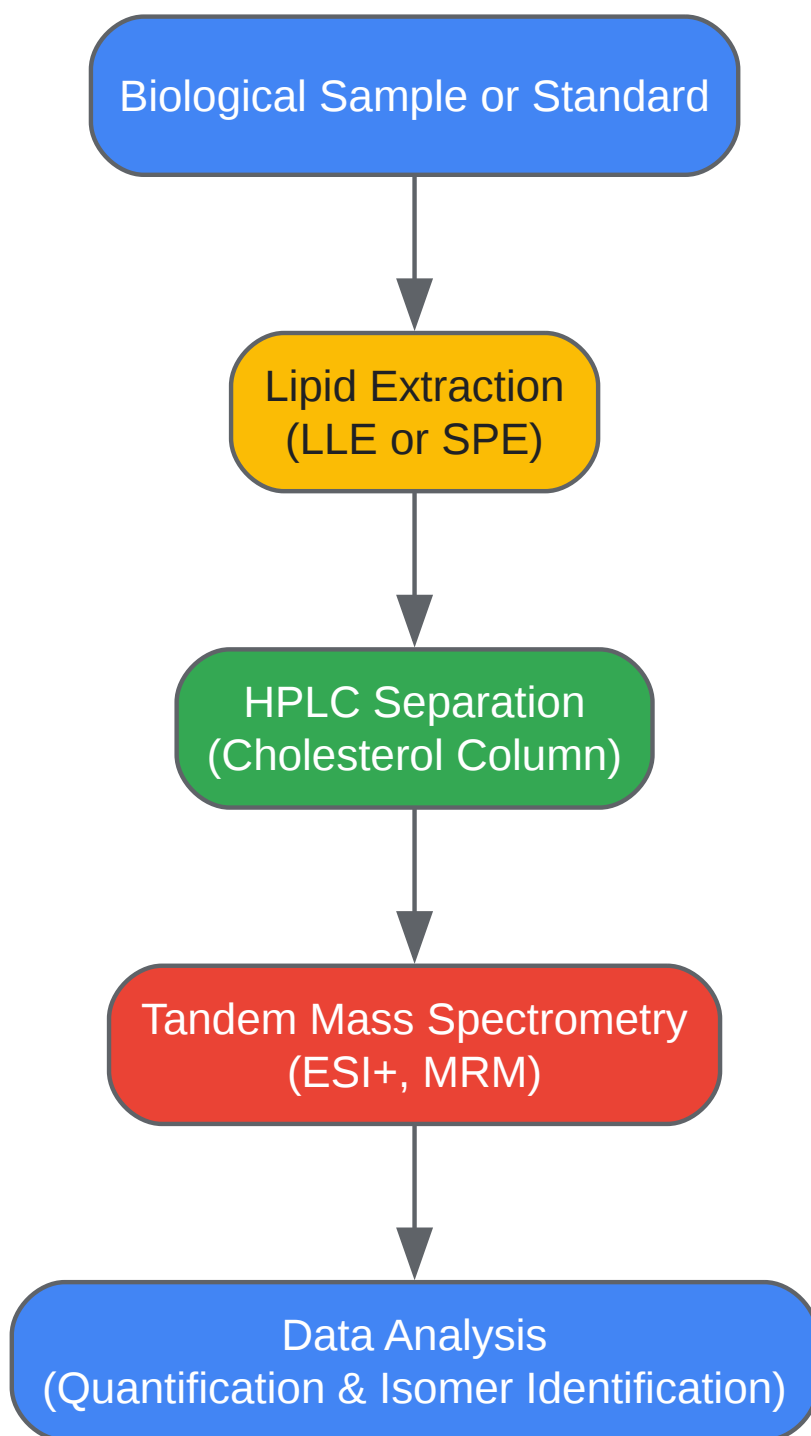 Biological Sample or Standard
Lipid Extraction
(LLE or SPE)
HPLC Separation
(Cholesterol Column)
Tandem Mass Spectrometry
(ESI+, MRM)
Data Analysis
(Quantification & Isomer Identification)